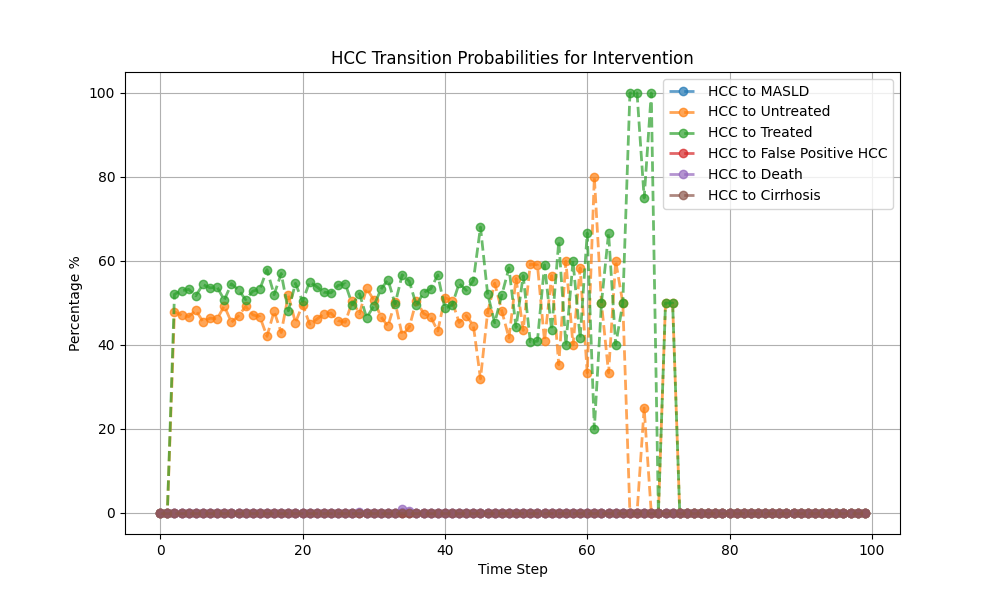 HCC Transition Probabilities for Intervention
100
80
60
40
20
0
Percentage %
HCC to MASLD
HCC to Untreated
HCC to Treated
HCC to False Positive HCC
HCC to Death
HCC to Cirrhosis
0 20 40 60 80 100
Time Step